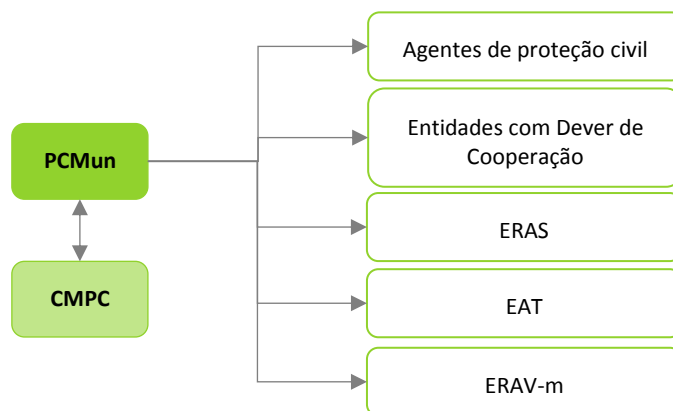 PCMun
CMPC
Agentes de proteção civil
Entidades com Dever de
Cooperação
ERAS
EAT
ERAV-m